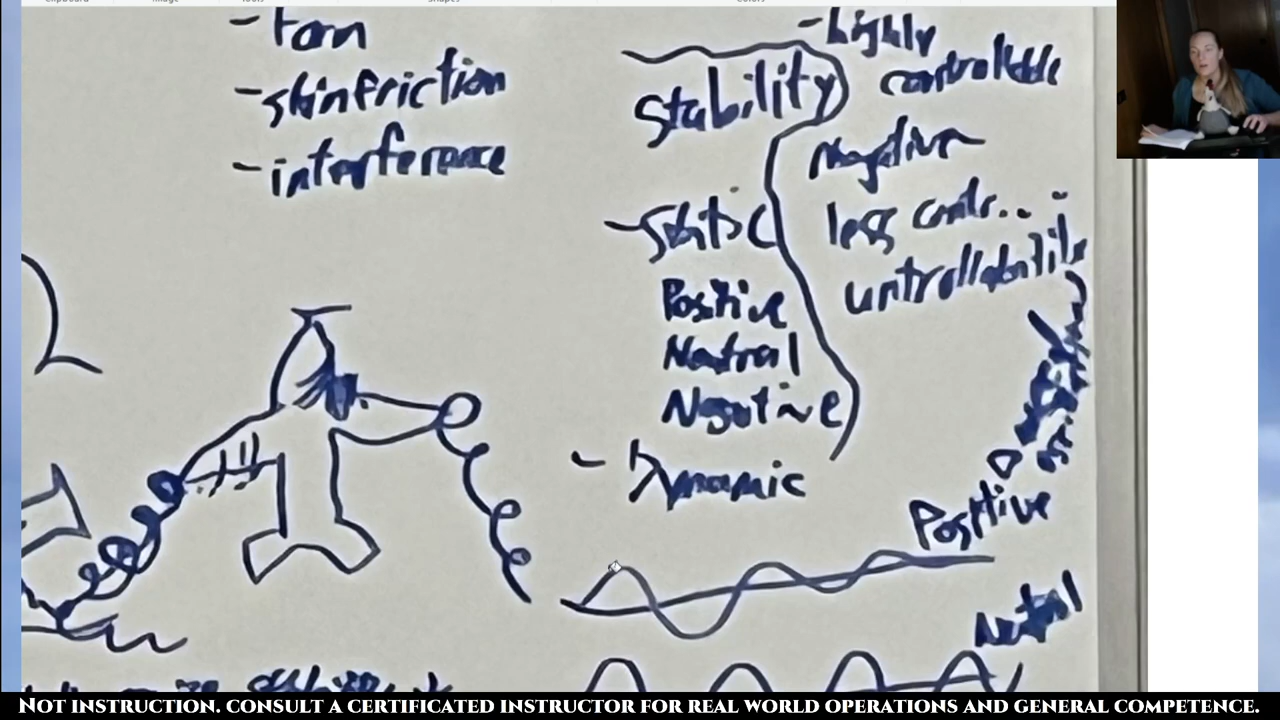 - form
- skin friction
- interference
- highly
controllable
Stability
Negative
less contr...
- Static
Positive
Neutral
Negative
- Dynamic
Positive
Neutral
NOT INSTRUCTION. CONSULT A CERTIFICATED INSTRUCTOR FOR REAL WORLD OPERATIONS AND GENERAL COMPETENCE.